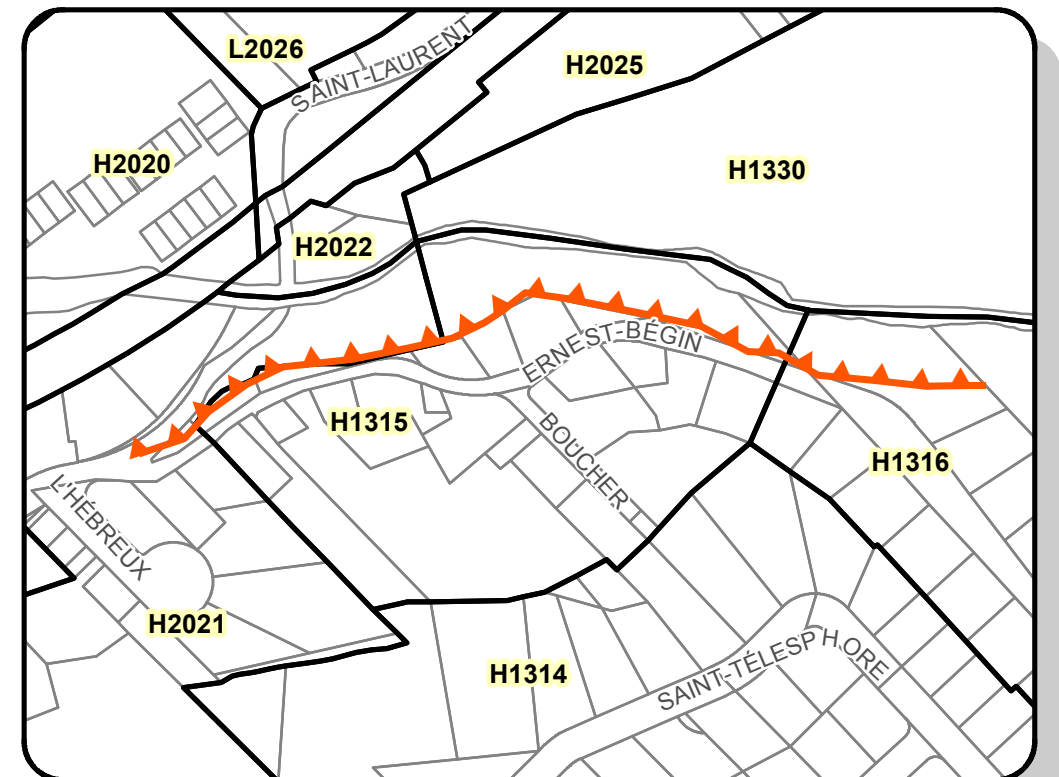 L2026
SAINT-LAURENT
H2025
H2020
H1330
H2022
ERNEST-BÉGIN
H1315
BOUCHER
H1316
L'HÉBREUX
H2021
H1314
SAINT-TÉLESPHORE